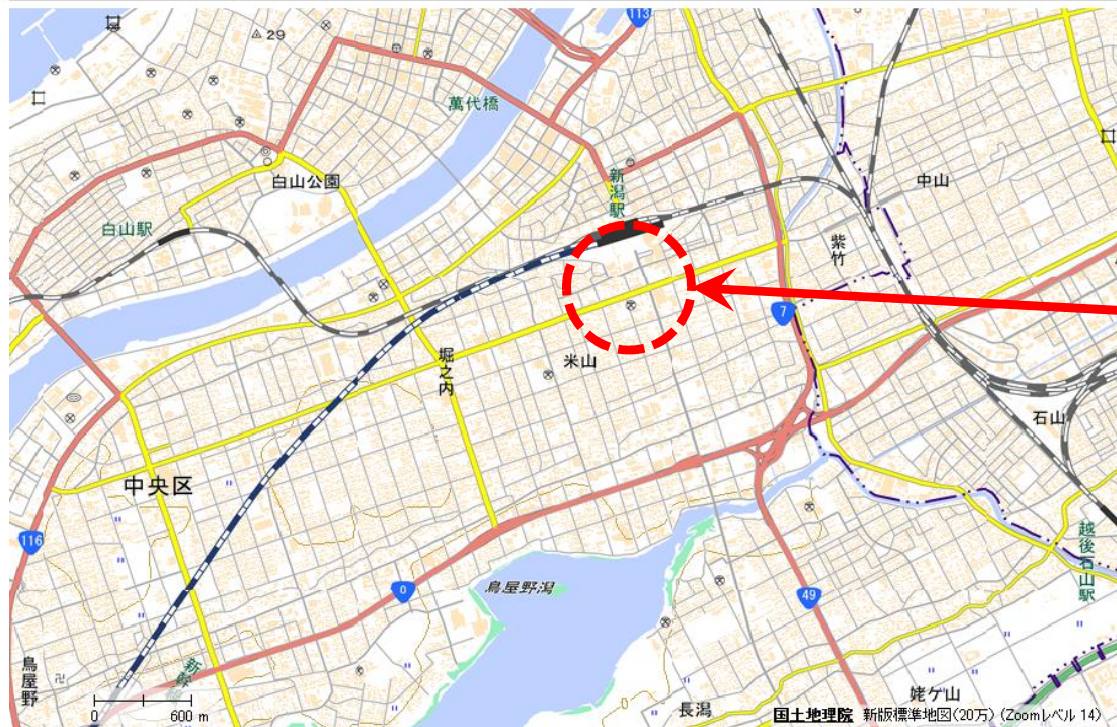 113
29
萬代橋
白山公園
新潟駅
中山
白山駅
紫竹
7
堀之内
米山
石山
中央区
116
越後石山駅
0
鳥屋野潟
49
鳥屋野
新幹
姥ケ山
長潟
0 600 m
国土地理院 新版標準地図(20万) (Zoomレベル 14)